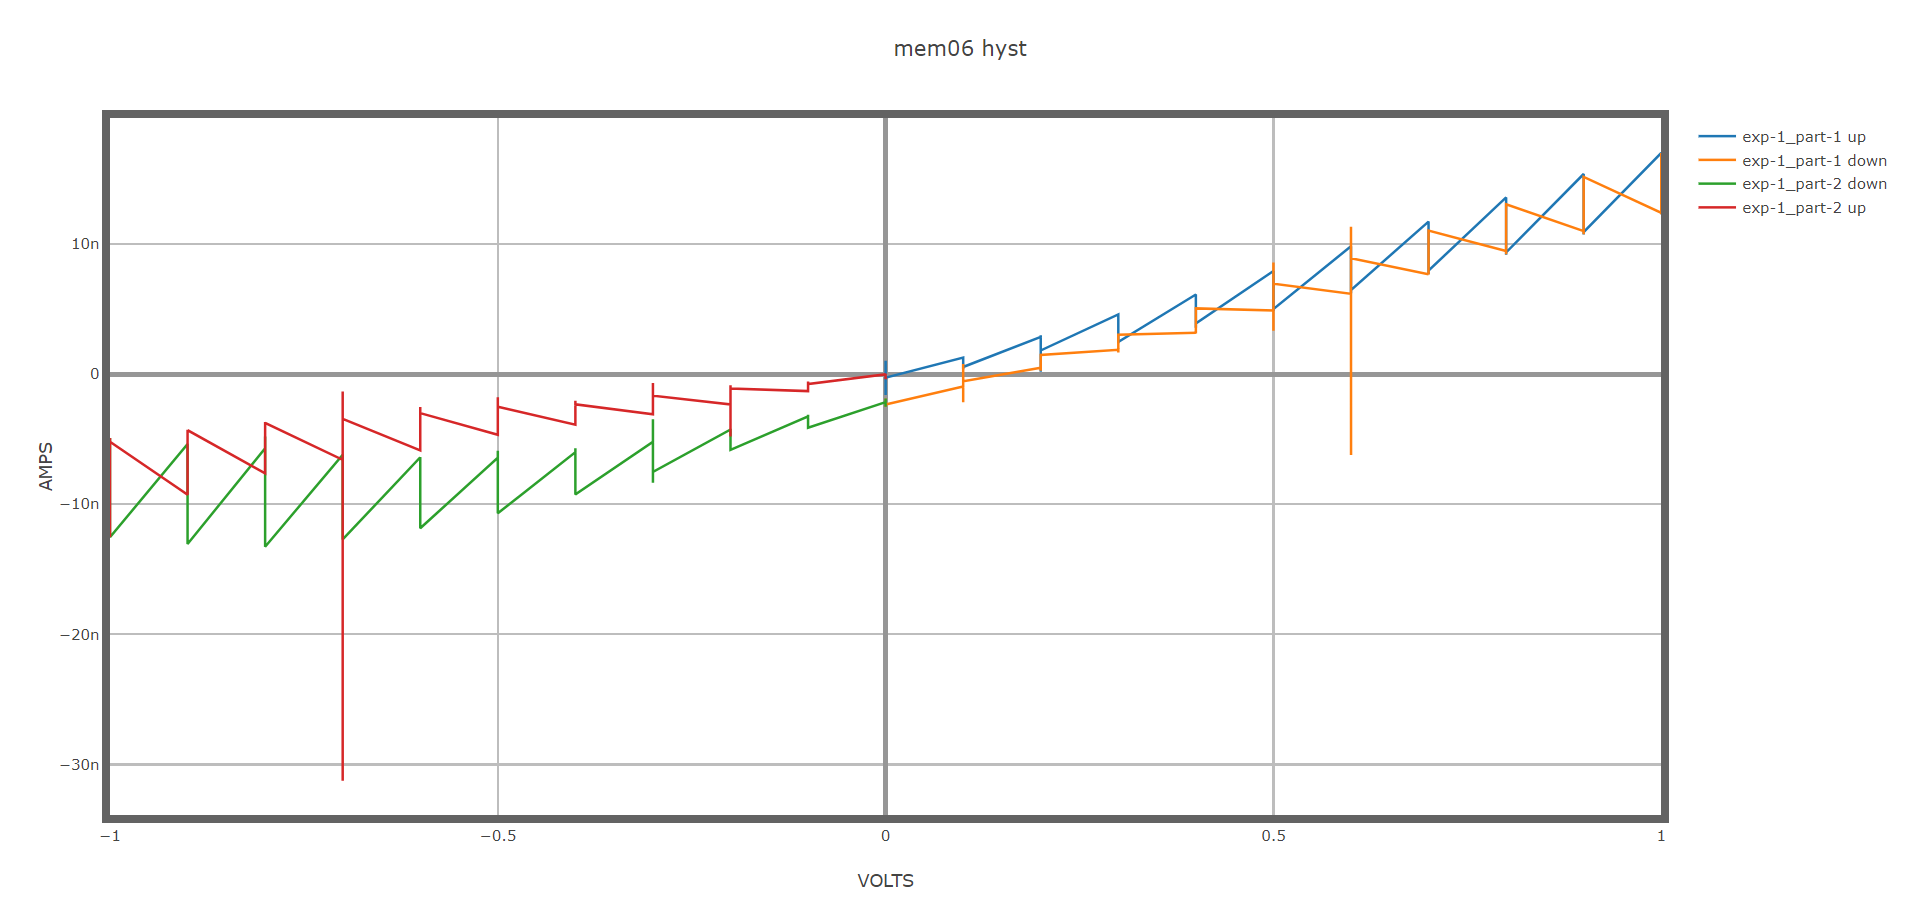 mem06 hyst
exp-1_part-1 up
exp-1_part-1 down
exp-1_part-2 down
exp-1_part-2 up
10n
0
−10n
−20n
−30n
AMPS
−1
−0.5
0
0.5
1
VOLTS